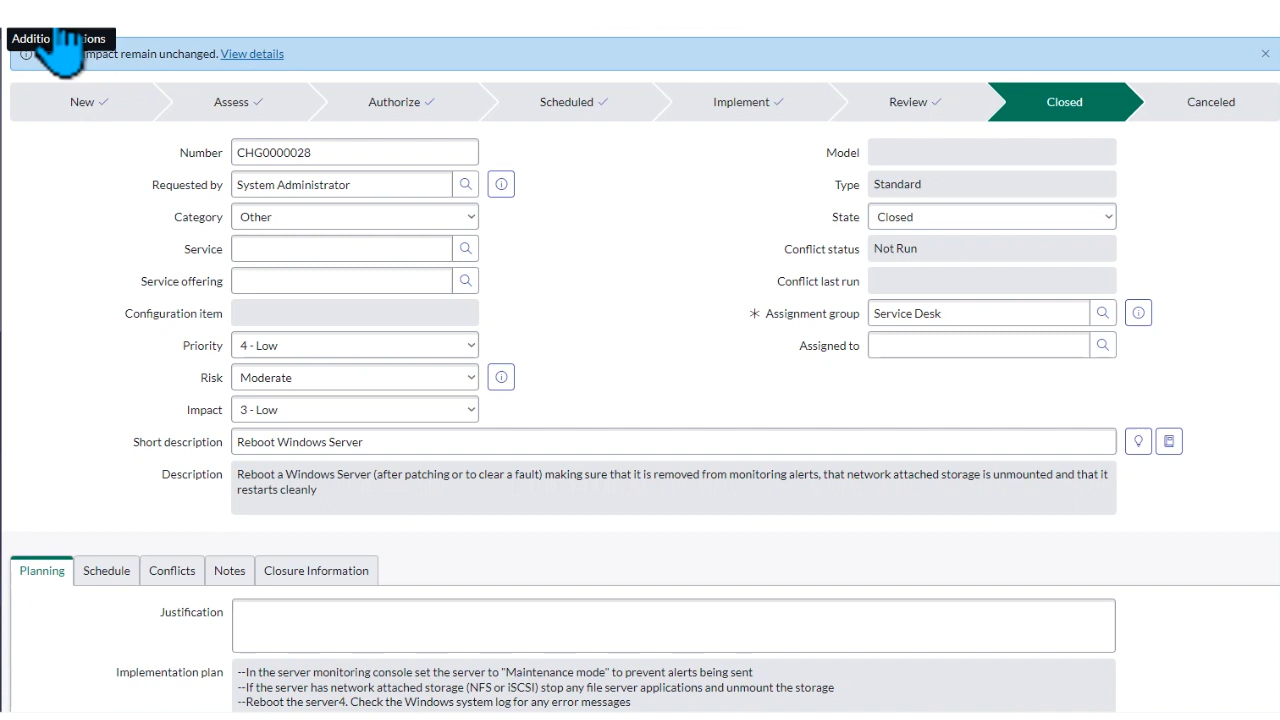 Additio ions
impact remain unchanged. View details
New Assess Authorize Scheduled Implement Review Closed Canceled
Number CHG0000028
Model
Requested by System Administrator
Type Standard
Category Other
State Closed
Service
Conflict status Not Run
Service offering
Conflict last run
Configuration item
Assignment group Service Desk
Priority 4 - Low
Assigned to
Risk Moderate
Impact 3 - Low
Short description Reboot Windows Server
Description Reboot a Windows Server (after patching or to clear a fault) making sure that it is removed from monitoring alerts, that network attached storage is unmounted and that it
restarts cleanly
Planning Schedule Conflicts Notes Closure Information
Justification
Implementation plan --In the server monitoring console set the server to "Maintenance mode" to prevent alerts being sent
--If the server has network attached storage (NFS or iSCSI) stop any file server applications and unmount the storage
--Reboot the server4. Check the Windows system log for any error messages